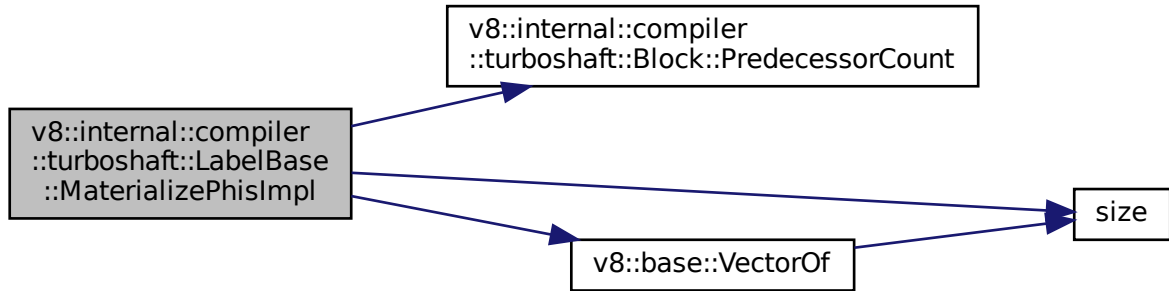 v8::internal::compiler
::turboshaft::Block::PredecessorCount
v8::internal::compiler
::turboshaft::LabelBase
::MaterializePhisImpl
size
v8::base::VectorOf